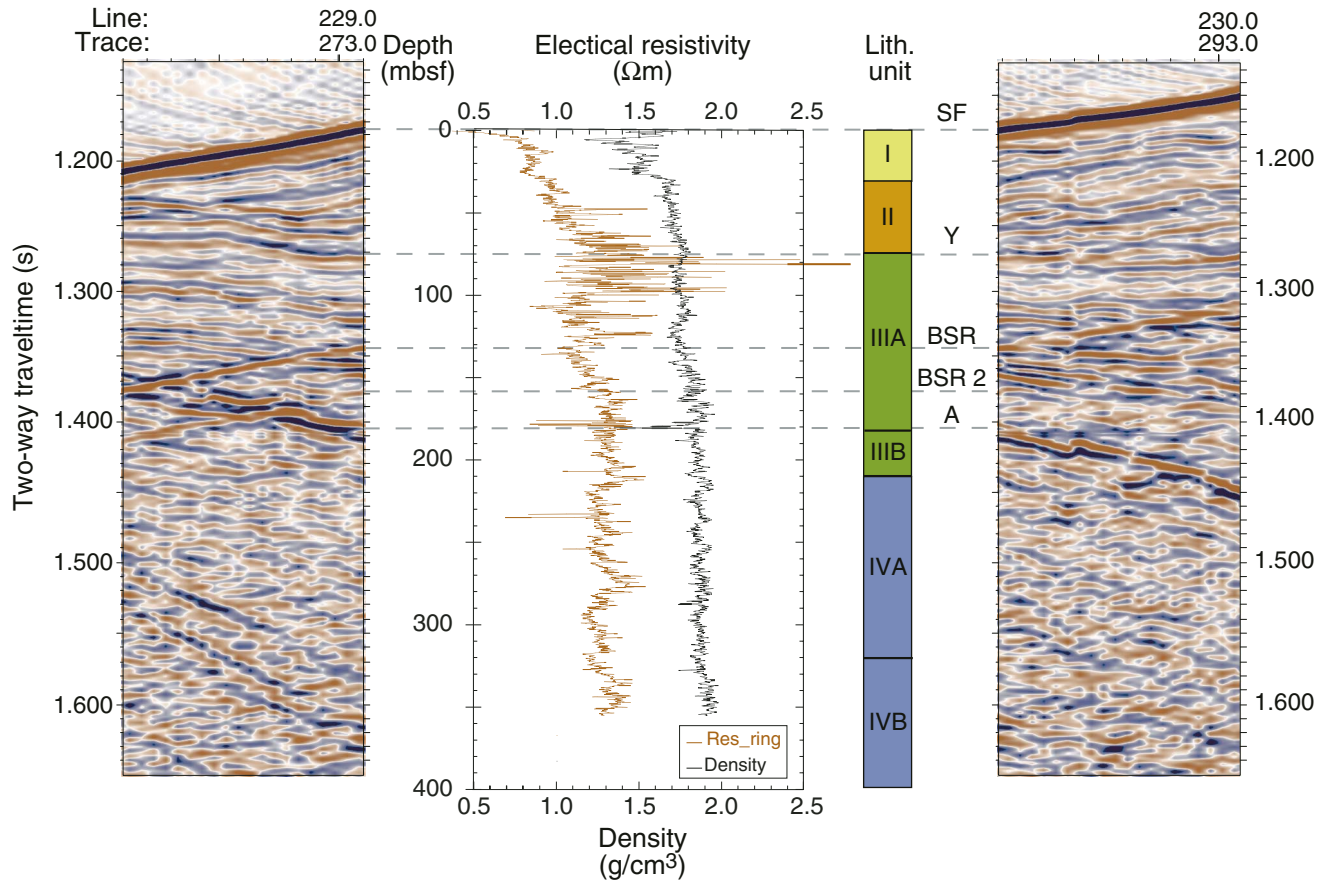 Line: 229.0
Trace: 273.0
Depth
(mbsf)
Electical resistivity
(Ωm)
Lith.
unit
230.0
293.0
0.5 1.0 1.5 2.0 2.5
0
100
200
300
400
0.5 1.0 1.5 2.0 2.5
Density
(g/cm3)
Res_ring
Density
Two-way traveltime (s)
1.200
1.300
1.400
1.500
1.600
I
II
IIIA
IIIB
IVA
IVB
SF
Y
BSR
BSR 2
A
1.200
1.300
1.400
1.500
1.600